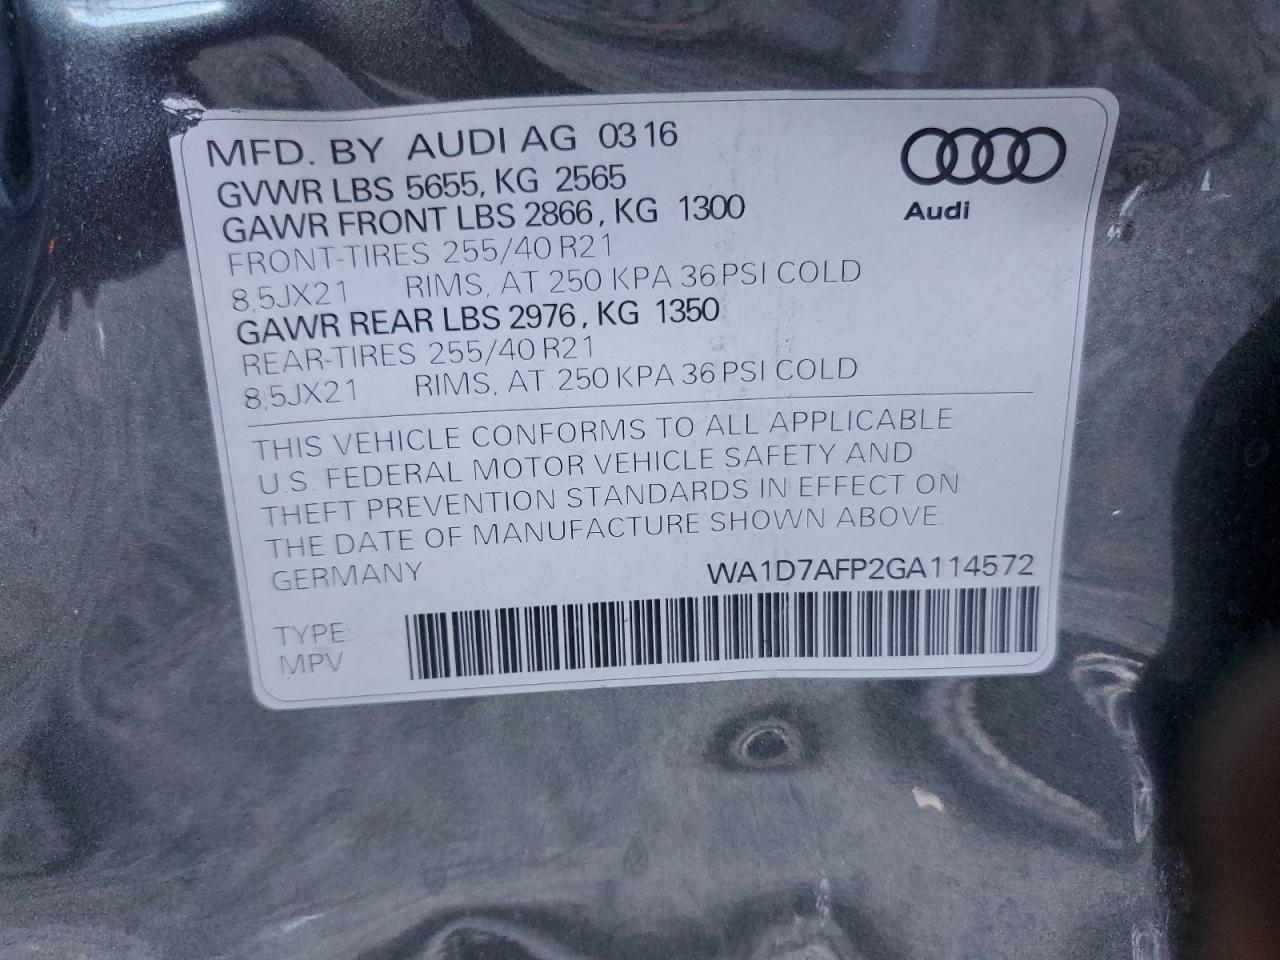 MFD. BY AUDI AG 03 16
GVWR LBS 5655, KG 2565
GAWR FRONT LBS 2866, KG 1300
FRONT-TIRES 255/40 R21
8,5JX21 RIMS, AT 250 KPA 36 PSI COLD
GAWR REAR LBS 2976, KG 1350
REAR-TIRES 255/40 R21
8,5JX21 RIMS, AT 250 KPA 36 PSI COLD
Audi
THIS VEHICLE CONFORMS TO ALL APPLICABLE
U.S. FEDERAL MOTOR VEHICLE SAFETY AND
THEFT PREVENTION STANDARDS IN EFFECT ON
THE DATE OF MANUFACTURE SHOWN ABOVE.
GERMANY WA1D7AFP2GA114572
TYPE:
MPV